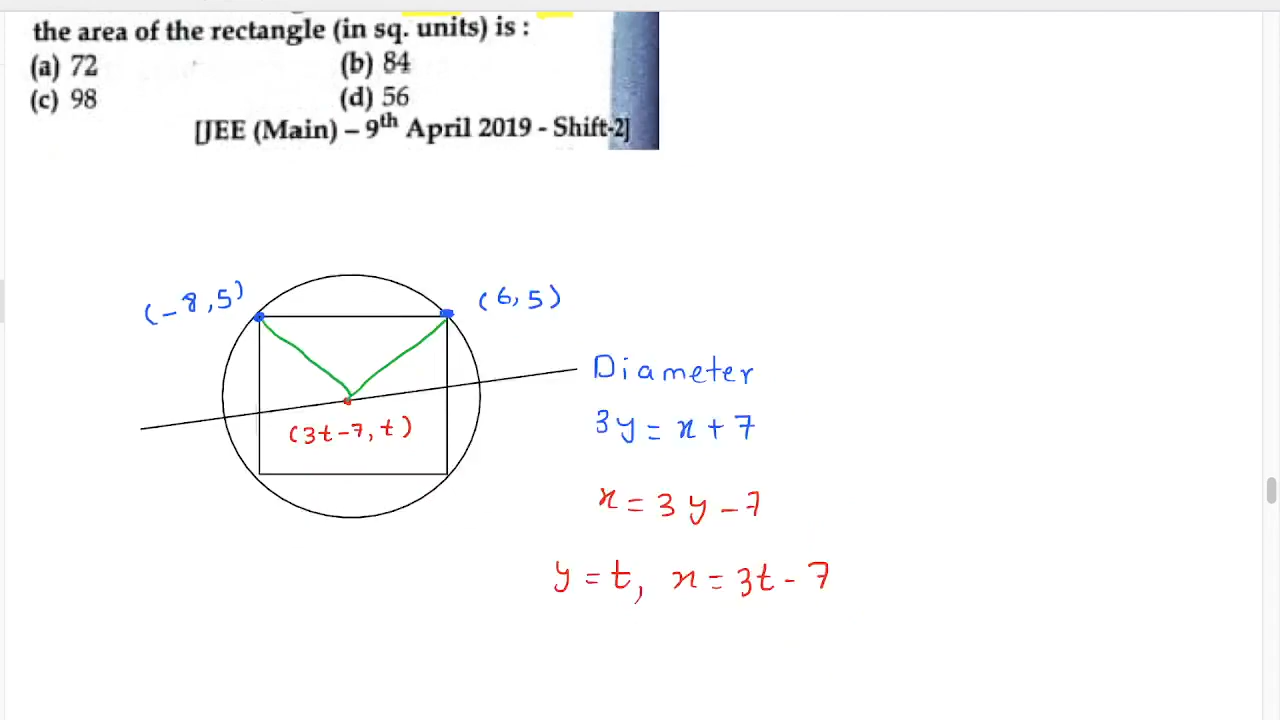 the area of the rectangle (in sq. units) is :
(a) 72 (b) 84
(c) 98 (d) 56
[JEE (Main) – 9th April 2019 - Shift-2]
(-8,5)
(6,5)
Diameter
3y = x + 7
(3t-7, t)
x = 3y - 7
y = t, x = 3t - 7